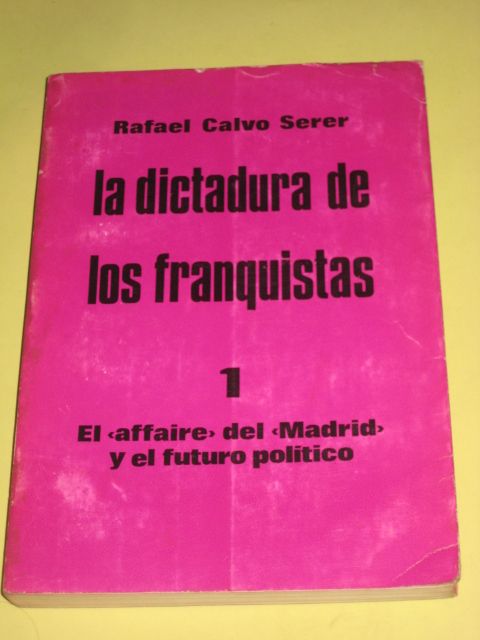 Rafael Calvo Serer
la dictadura de
los franquistas
1
El ‹affaire› del ‹Madrid›
y el futuro político